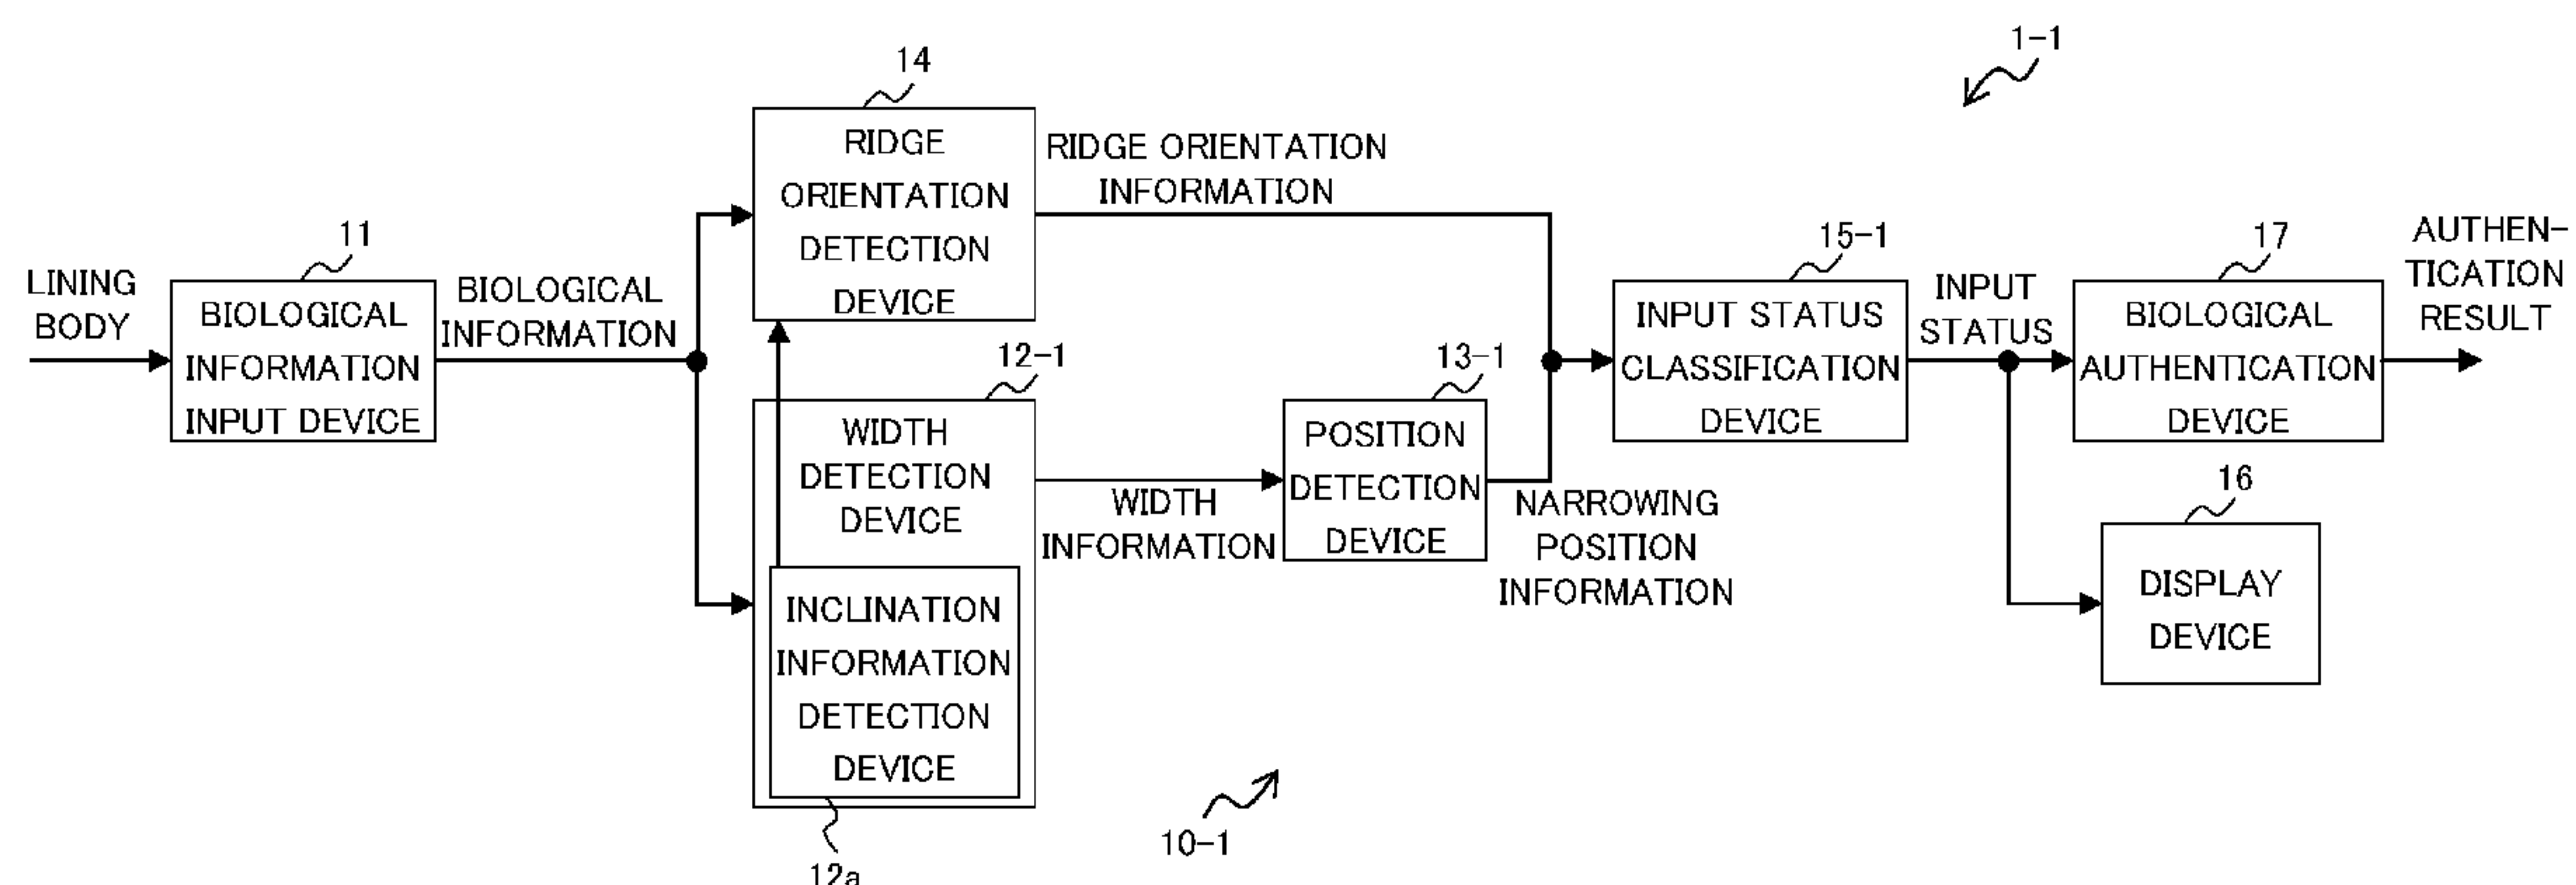 1-1
14
RIDGE
ORIENTATION
DETECTION
DEVICE
RIDGE ORIENTATION
INFORMATION
LINING
BODY
11
BIOLOGICAL
INFORMATION
INPUT DEVICE
BIOLOGICAL
INFORMATION
12-1
WIDTH
DETECTION
DEVICE
INCLINATION
INFORMATION
DETECTION
DEVICE
12a
WIDTH
INFORMATION
13-1
POSITION
DETECTION
DEVICE
NARROWING
POSITION
INFORMATION
10-1
15-1
INPUT STATUS
CLASSIFICATION
DEVICE
INPUT
STATUS
17
BIOLOGICAL
AUTHENTICATION
DEVICE
AUTHEN-
TICATION
RESULT
16
DISPLAY
DEVICE